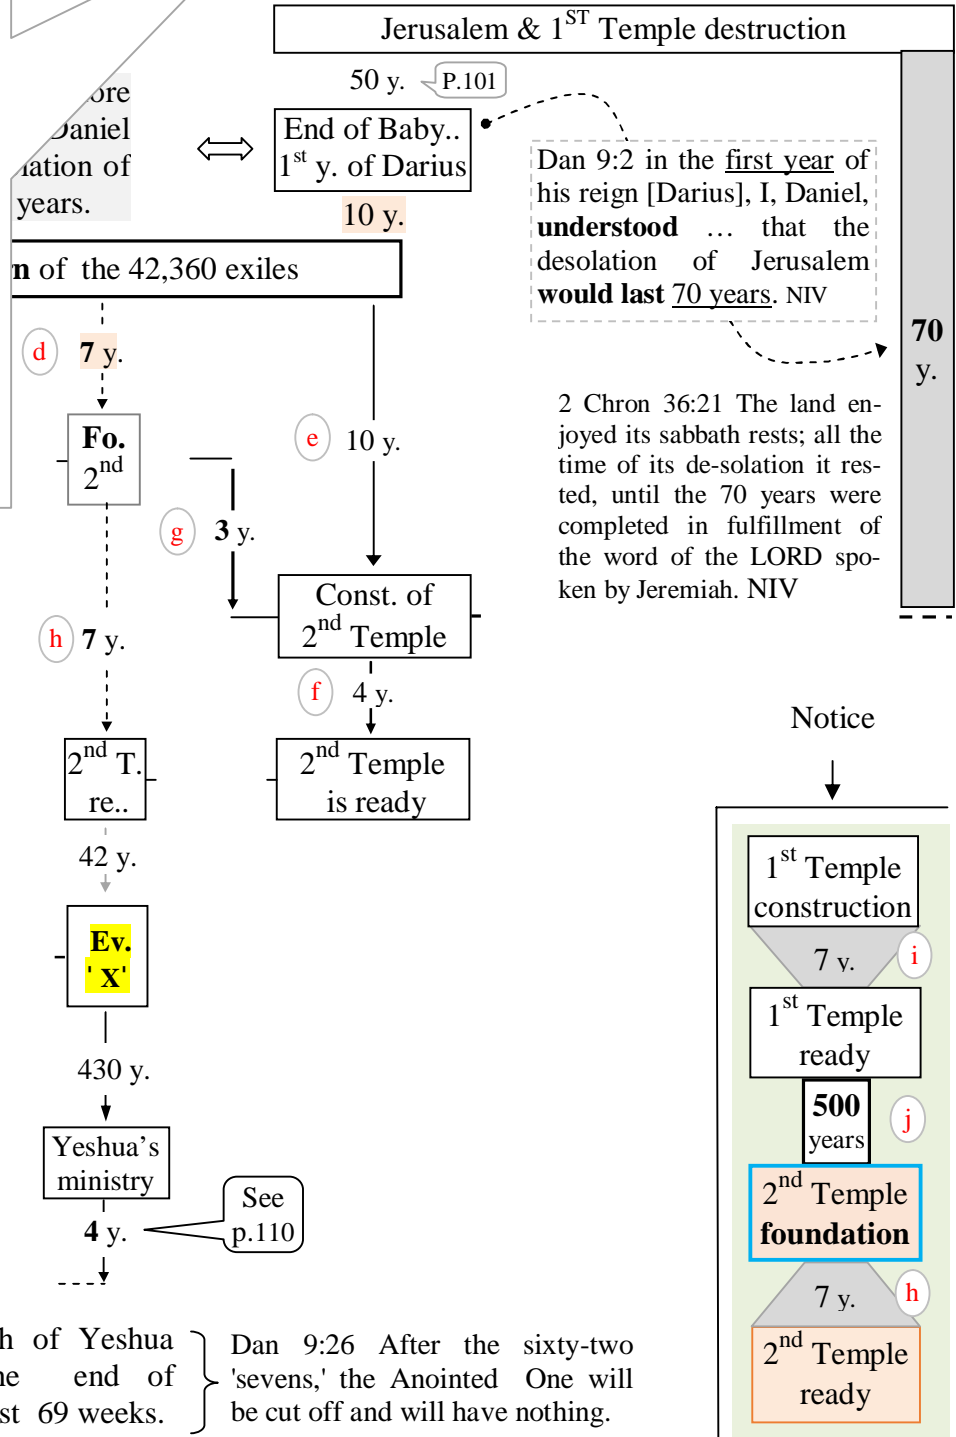 Jerusalem & 1ST Temple destruction
50 y.
P.101
ore
Daniel
lation of
years.
End of Baby..
1st y. of Darius
10 y.
Dan 9:2 in the first year of
his reign [Darius], I, Daniel,
understood … that the
desolation of Jerusalem
would last 70 years. NIV
n of the 42,360 exiles
70
y.
d
7 y.
e
10 y.
2 Chron 36:21 The land en-
joyed its sabbath rests; all the
time of its de-solation it res-
ted, until the 70 years were
completed in fulfillment of
the word of the LORD spo-
ken by Jeremiah. NIV
Fo.
2nd
g
3 y.
Const. of
2nd Temple
h
7 y.
f
4 y.
2nd T.
re..
2nd Temple
is ready
42 y.
Ev.
'X'
430 y.
Yeshua's
ministry
4 y.
See
p.110
Notice
1st Temple
construction
7 y.
i
1st Temple
ready
500
years
j
2nd Temple
foundation
7 y.
h
2nd Temple
ready
h of Yeshua
ne end of
st 69 weeks.
Dan 9:26 After the sixty-two
'sevens,' the Anointed One will
be cut off and will have nothing.